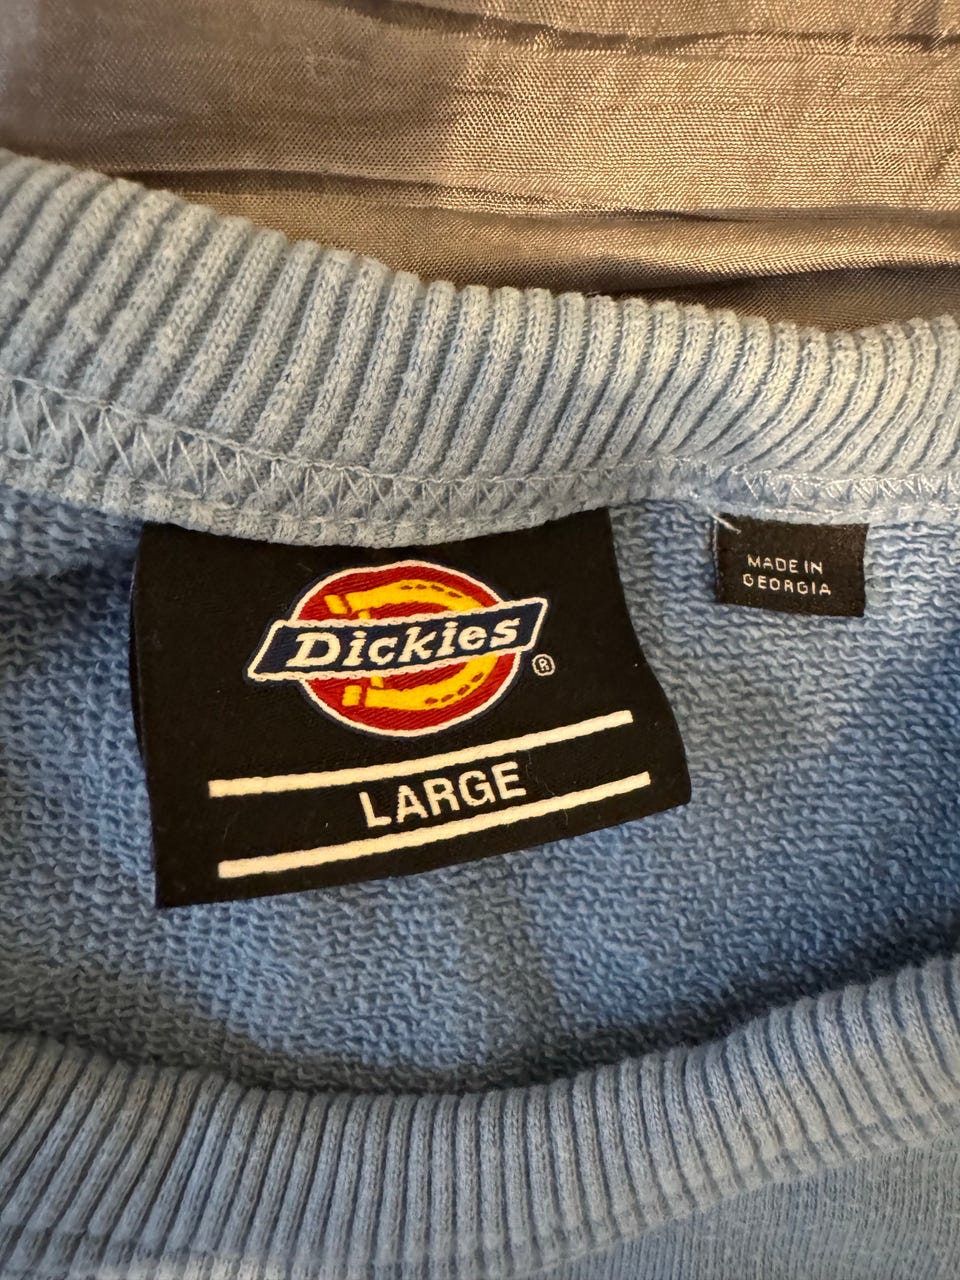 Dickies
®
LARGE
MADE IN
GEORGIA